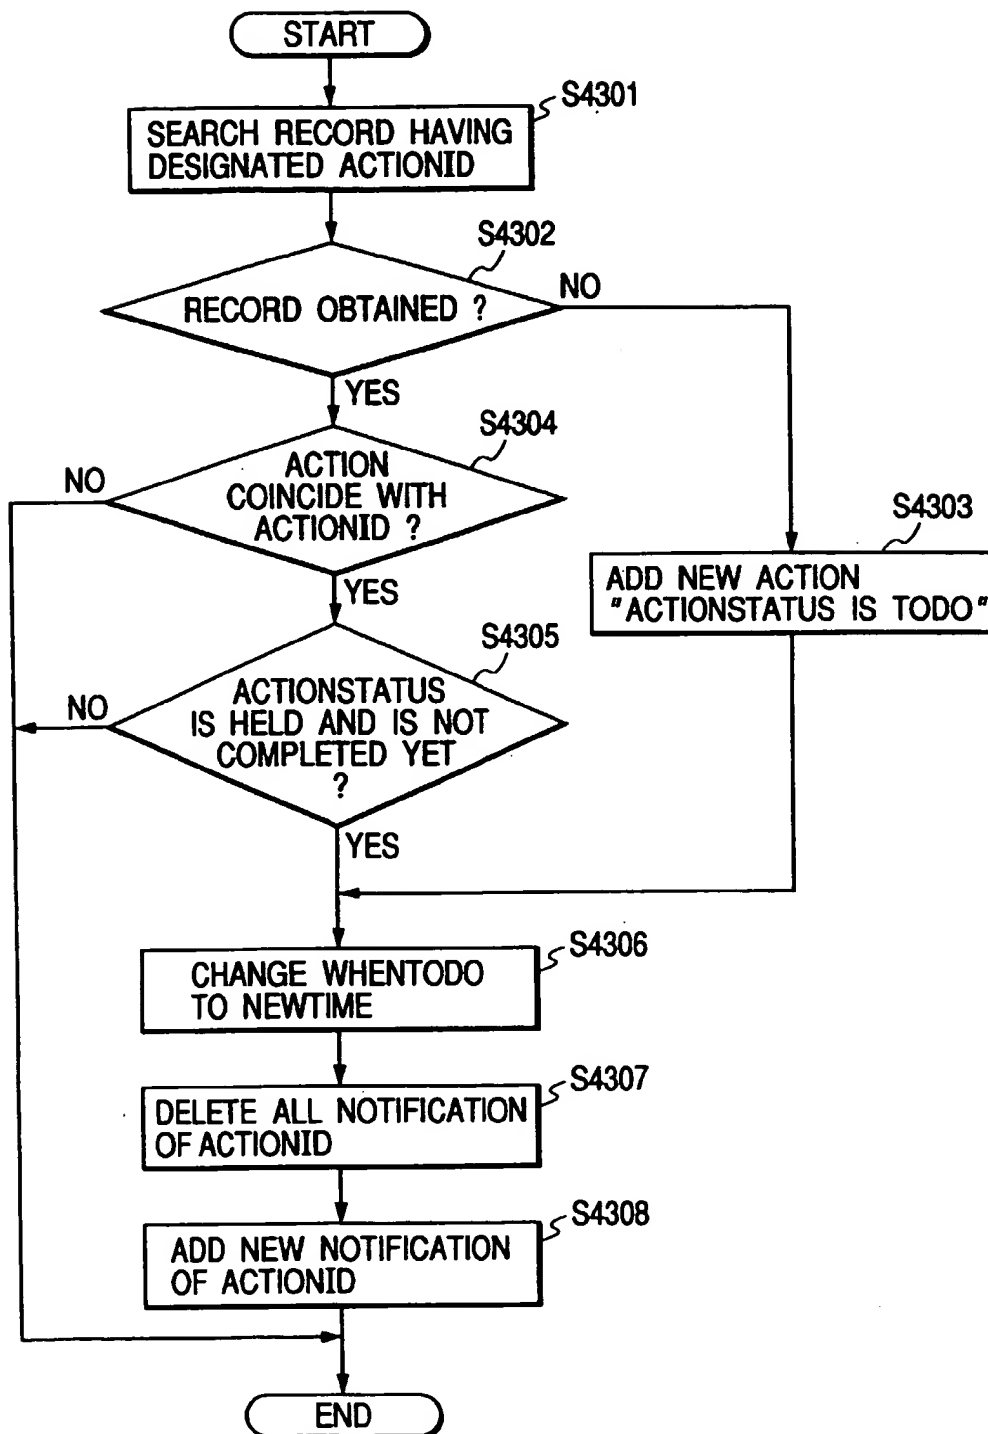 START
S4301
SEARCH RECORD HAVING
DESIGNATED ACTIONID
S4302
RECORD OBTAINED ?
NO
YES
S4304
ACTION
COINCIDE WITH
ACTIONID ?
NO
YES
S4303
ADD NEW ACTION
"ACTIONSTATUS IS TODO"
S4305
ACTIONSTATUS
IS HELD AND IS NOT
COMPLETED YET
?
NO
YES
S4306
CHANGE WHENTODO
TO NEWTIME
S4307
DELETE ALL NOTIFICATION
OF ACTIONID
S4308
ADD NEW NOTIFICATION
OF ACTIONID
END